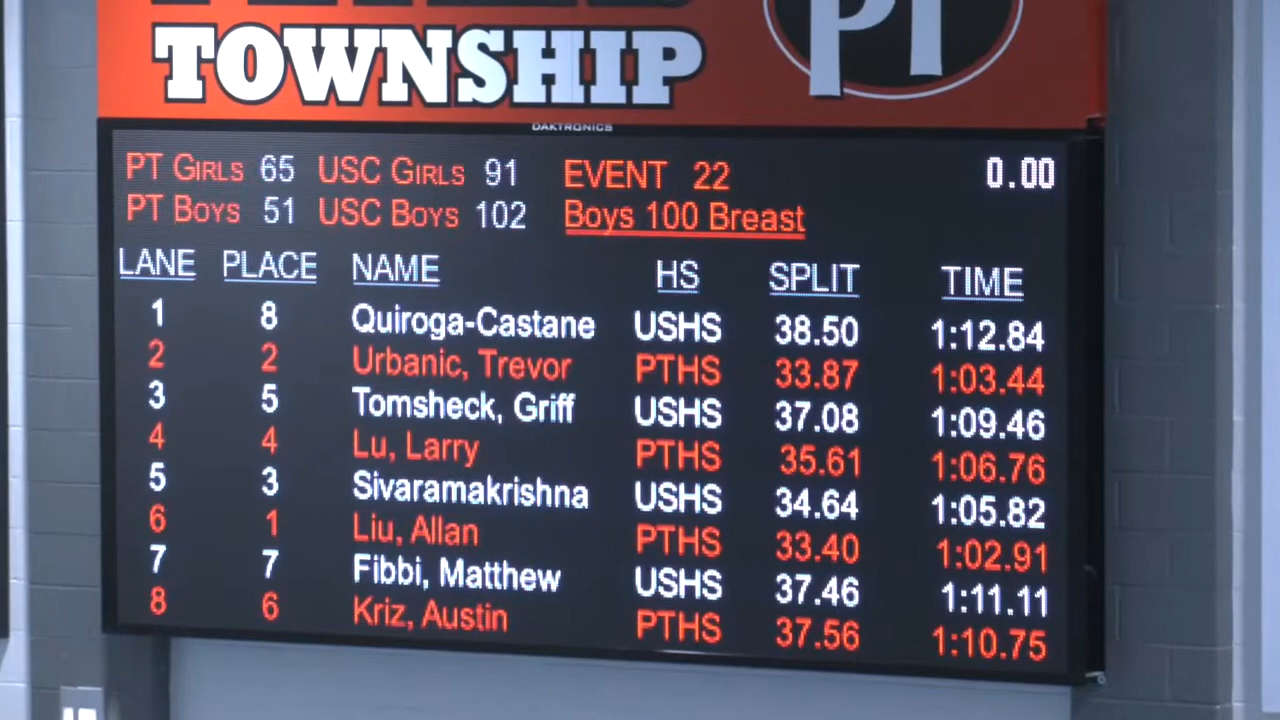 TOWNSHIP
PT
DAKTRONICS
PT GIRLS 65 USC GIRLS 91 EVENT 22 0.00
PT BOYS 51 USC BOYS 102 Boys 100 Breast
LANE PLACE NAME HS SPLIT TIME
1 8 Quiroga-Castane USHS 38.50 1:12.84
2 2 Urbanic, Trevor PTHS 33.87 1:03.44
3 5 Tomsheck, Griff USHS 37.08 1:09.46
4 4 Lu, Larry PTHS 35.61 1:06.76
5 3 Sivaramakrishna USHS 34.64 1:05.82
6 1 Liu, Allan PTHS 33.40 1:02.91
7 7 Fibbi, Matthew USHS 37.46 1:11.11
8 6 Kriz, Austin PTHS 37.56 1:10.75